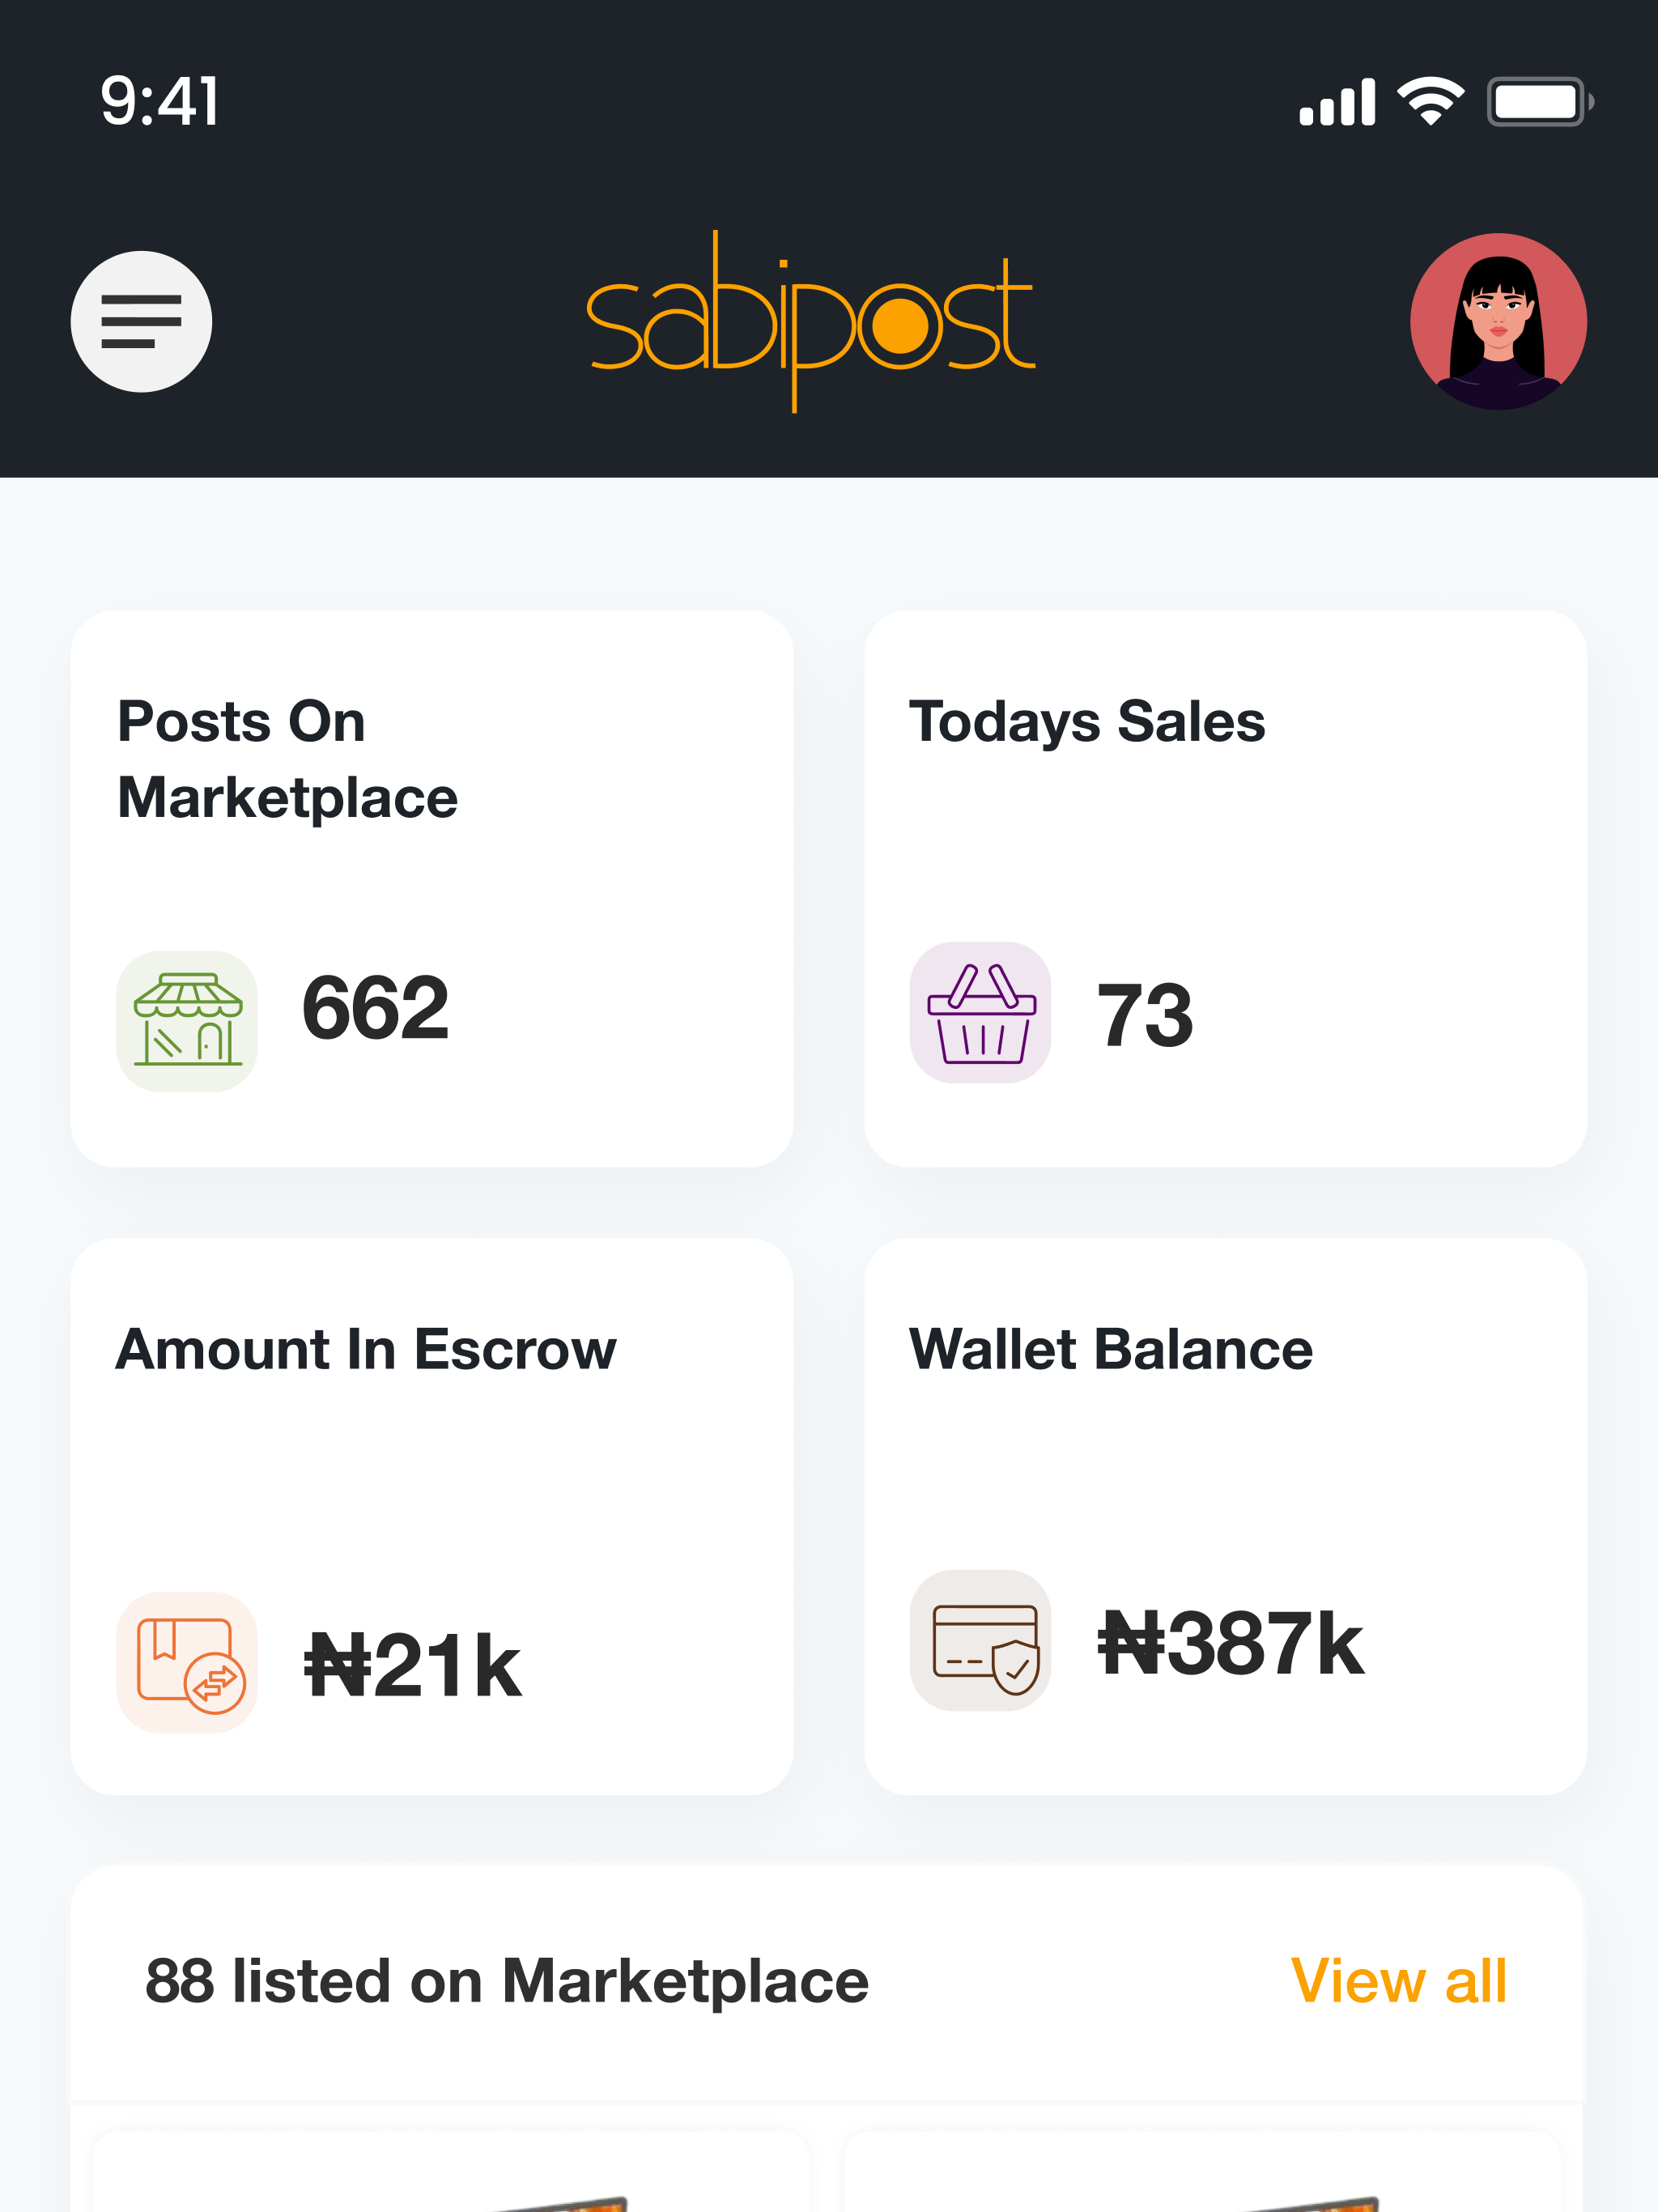 9:41
sabipost
Posts On
Marketplace
662
Todays Sales
73
Amount In Escrow
₦21k
Wallet Balance
₦387k
88 listed on Marketplace
View all